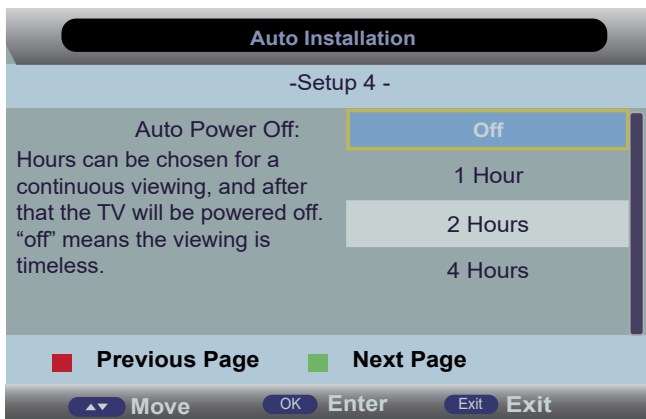 Auto Installation
-Setup 4 -
Auto Power Off:
Hours can be chosen for a
continuous viewing, and after
that the TV will be powered off.
“off” means the viewing is
timeless.
Off
1 Hour
2 Hours
4 Hours
Previous Page Next Page
Move OK Enter Exit Exit